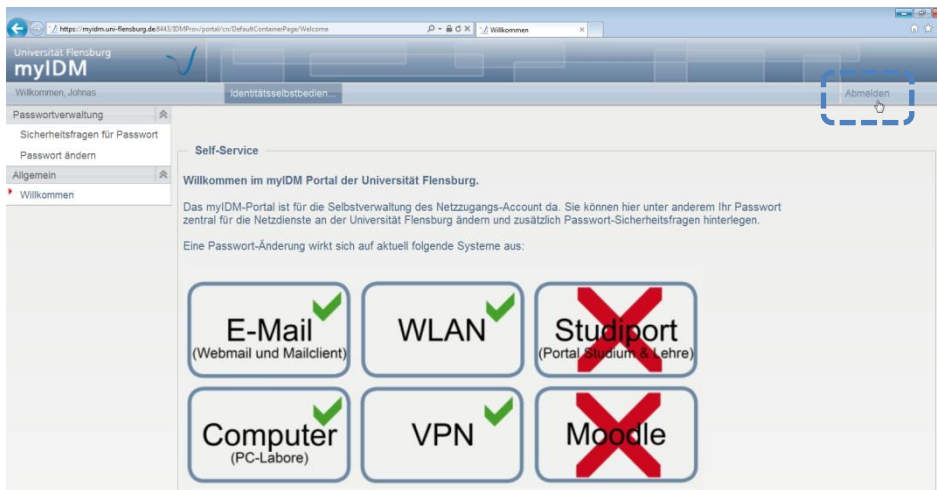 https://myidm.uni-flensburg.de:8443/IDMProv/portal/cn/DefaultContainerPage/Welcome
Willkommen
Universität Flensburg
myIDM
Willkommen, Johnas
Identitätsselbstbedien...
Abmelden
Passwortverwaltung
Sicherheitsfragen für Passwort
Passwort ändern
Allgemein
Willkommen
Self-Service
Willkommen im myIDM Portal der Universität Flensburg.
Das myIDM-Portal ist für die Selbstverwaltung des Netzzugangs-Account da. Sie können hier unter anderem Ihr Passwort
zentral für die Netzdienste an der Universität Flensburg ändern und zusätzlich Passwort-Sicherheitsfragen hinterlegen.
Eine Passwort-Änderung wirkt sich auf aktuell folgende Systeme aus:
E-Mail
(Webmail und Mailclient)
WLAN
Studiport
(Portal Studium & Lehre)
Computer
(PC-Labore)
VPN
Moodle